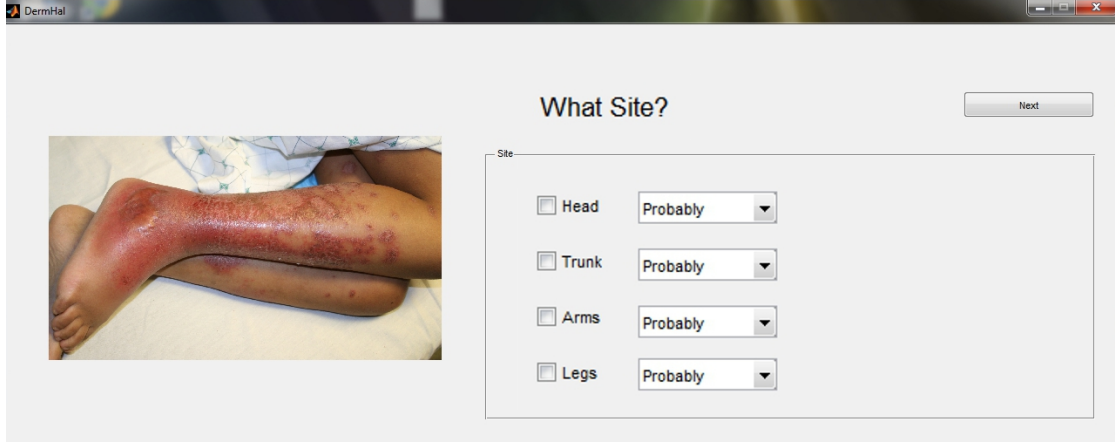 DermHal
What Site?
Next
Site
Head Probably
Trunk Probably
Arms Probably
Legs Probably